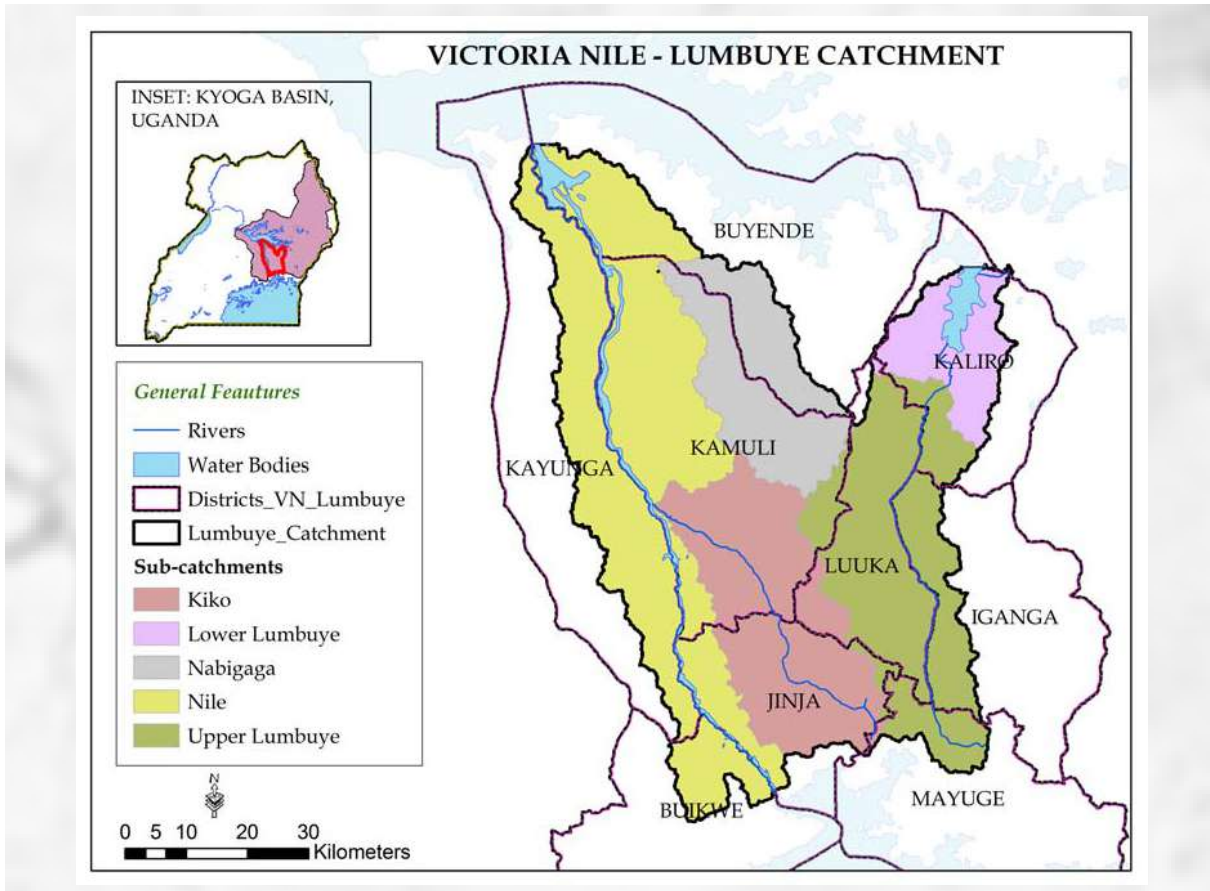 VICTORIA NILE - LUMBUYE CATCHMENT
INSET: KYOGA BASIN,
UGANDA
BUYENDE
KALIRO
KAMULI
KAYUNGA
LUUKA
IGANGA
JINJA
MAYUGE
BUIKWE
General Feautures
Rivers
Water Bodies
Districts_VN_Lumbuye
Lumbuye_Catchment
Sub-catchments
Kiko
Lower Lumbuye
Nabigaga
Nile
Upper Lumbuye
N
0 5 10 20 30
Kilometers